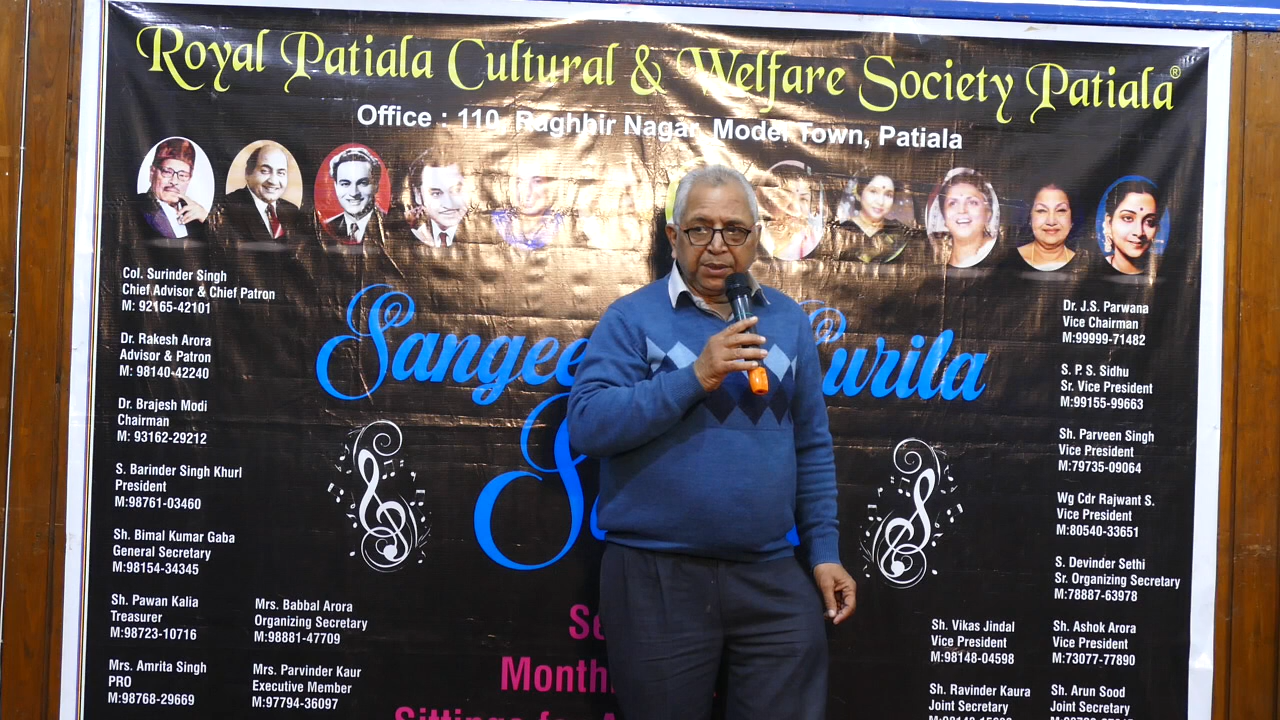 Royal Patiala Cultural & Welfare Society Patiala®
Office : 110, Raghbir Nagar, Model Town, Patiala
Col. Surinder Singh
Chief Advisor & Chief Patron
M: 92165-42101
Dr. Rakesh Arora
Advisor & Patron
M: 98140-42240
Dr. Brajesh Modi
Chairman
M: 93162-29212
S. Barinder Singh Khurl
President
M:98761-03460
Sh. Bimal Kumar Gaba
General Secretary
M:98154-34345
Sh. Pawan Kalia
Treasurer
M:98723-10716
Mrs. Amrita Singh
PRO
M:98768-29669
Mrs. Babbal Arora
Organizing Secretary
M:98881-47709
Mrs. Parvinder Kaur
Executive Member
M:97794-36097
Sangee
urila
S
Se
Month
Sittings for A
Dr. J.S. Parwana
Vice Chairman
M:99999-71482
S. P. S. Sidhu
Sr. Vice President
M:99155-99663
Sh. Parveen Singh
Vice President
M:79735-09064
Wg Cdr Rajwant S.
Vice President
M:80540-33651
S. Devinder Sethi
Sr. Organizing Secretary
M:78887-63978
Sh. Vikas Jindal
Vice President
M:98148-04598
Sh. Ashok Arora
Vice President
M:73077-77890
Sh. Ravinder Kaura
Joint Secretary
Sh. Arun Sood
Joint Secretary